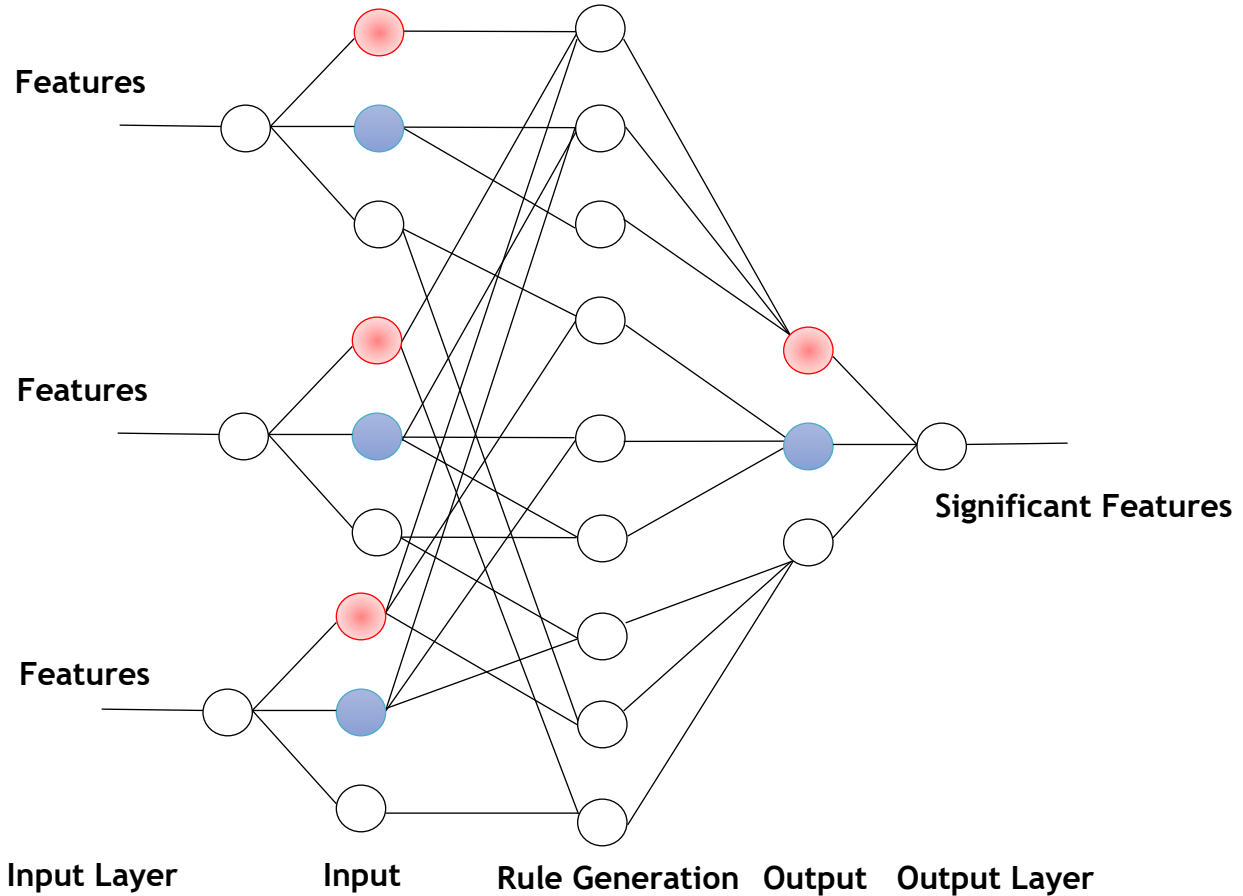 Features
Features
Significant Features
Features
Input Layer
Input
Rule Generation
Output
Output Layer